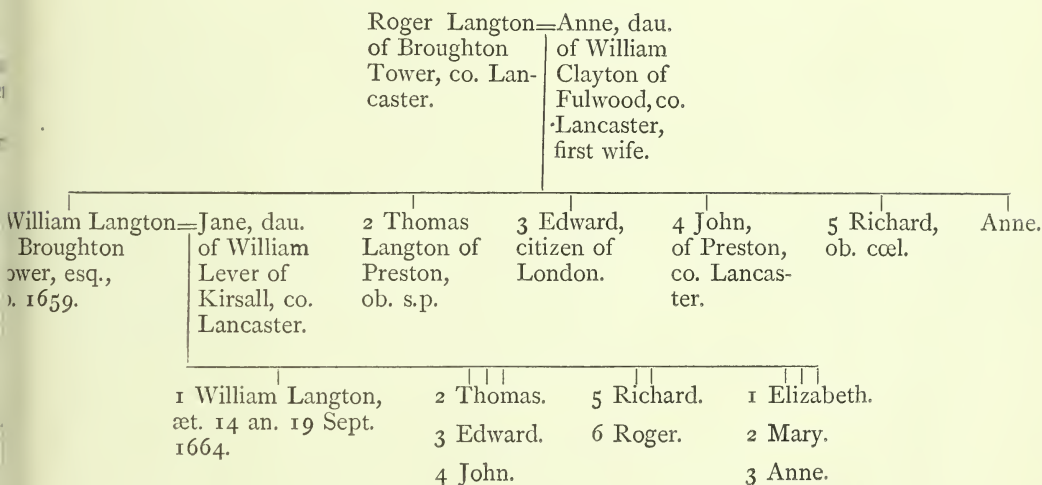 Roger Langton=Anne, dau.
of Broughton of William
Tower, co. Lan- Clayton of
caster. Fulwood, co.
Lancaster,
first wife.
William Langton=Jane, dau.
Broughton of William
esq., Lever of
1659. Kirsall, co.
Lancaster.
2 Thomas
Langton of
Preston,
ob. s.p.
3 Edward,
citizen of
London.
4 John,
of Preston,
co. Lancas-
ter.
5 Richard,
ob. cœl.
Anne.
1 William Langton,
æt. 14 an. 19 Sept.
1664.
2 Thomas.
3 Edward.
4 John.
5 Richard.
6 Roger.
1 Elizabeth.
2 Mary.
3 Anne.